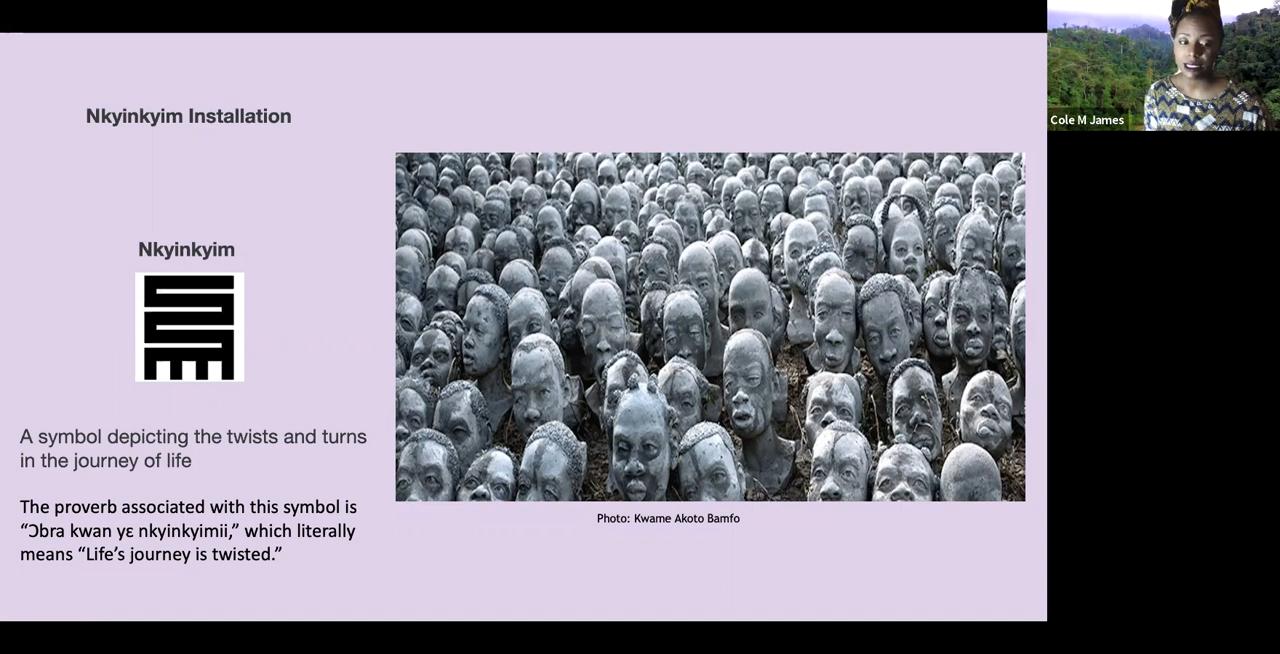 Nkyinkyim Installation
Nkyinkyim
A symbol depicting the twists and turns
in the journey of life
The proverb associated with this symbol is
“Ɔbra kwan yɛ nkyinkyimii,” which literally
means “Life’s journey is twisted.”
Photo: Kwame Akoto Bamfo
Cole M James